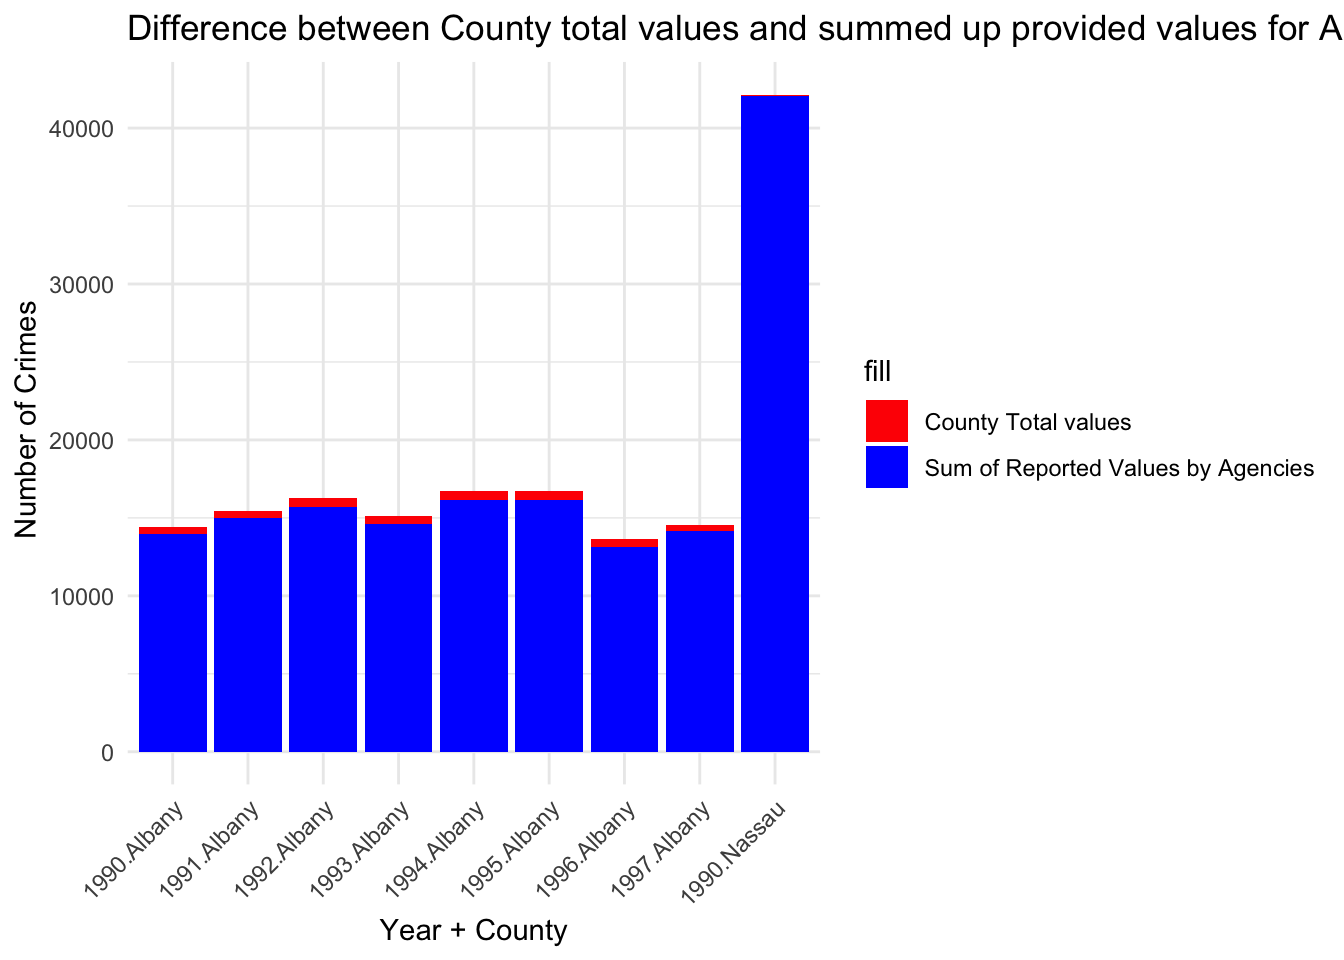 Difference between County total values and summed up provided values for A
40000
30000
20000
10000
0
Number of Crimes
1990.Albany
1991.Albany
1992.Albany
1993.Albany
1994.Albany
1995.Albany
1996.Albany
1997.Albany
1990.Nassau
Year + County
fill
County Total values
Sum of Reported Values by Agencies